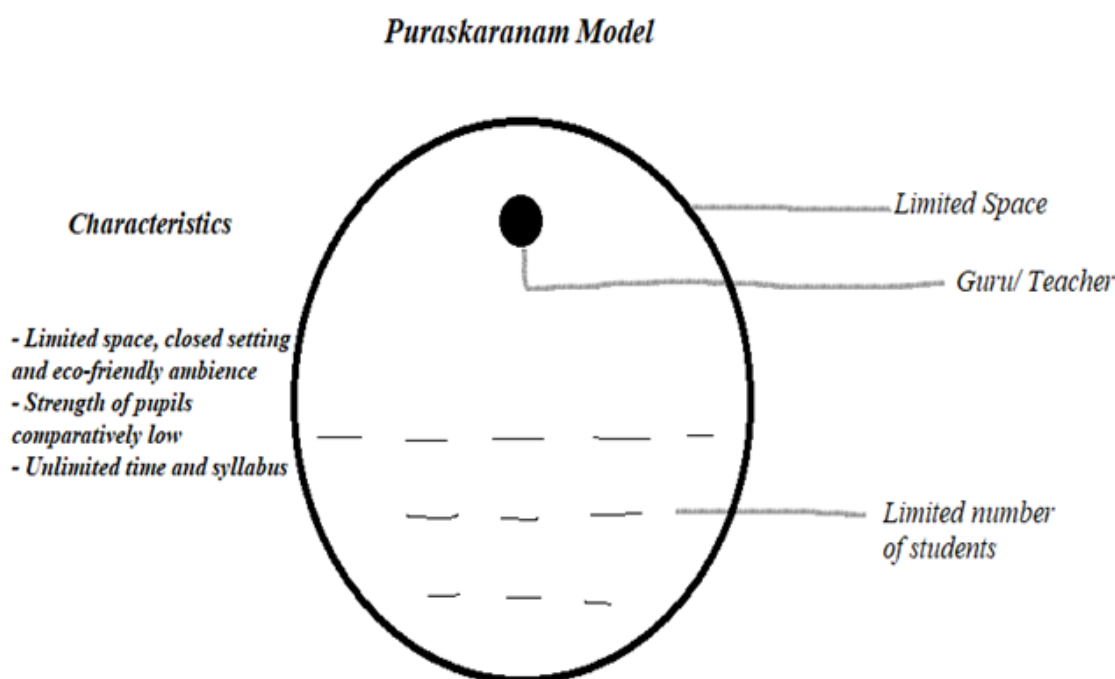 Puraskaranam Model
Characteristics
- Limited space, closed setting
and eco-friendly ambience
- Strength of pupils
comparatively low
- Unlimited time and syllabus
Limited Space
Guru/ Teacher
Limited number
of students